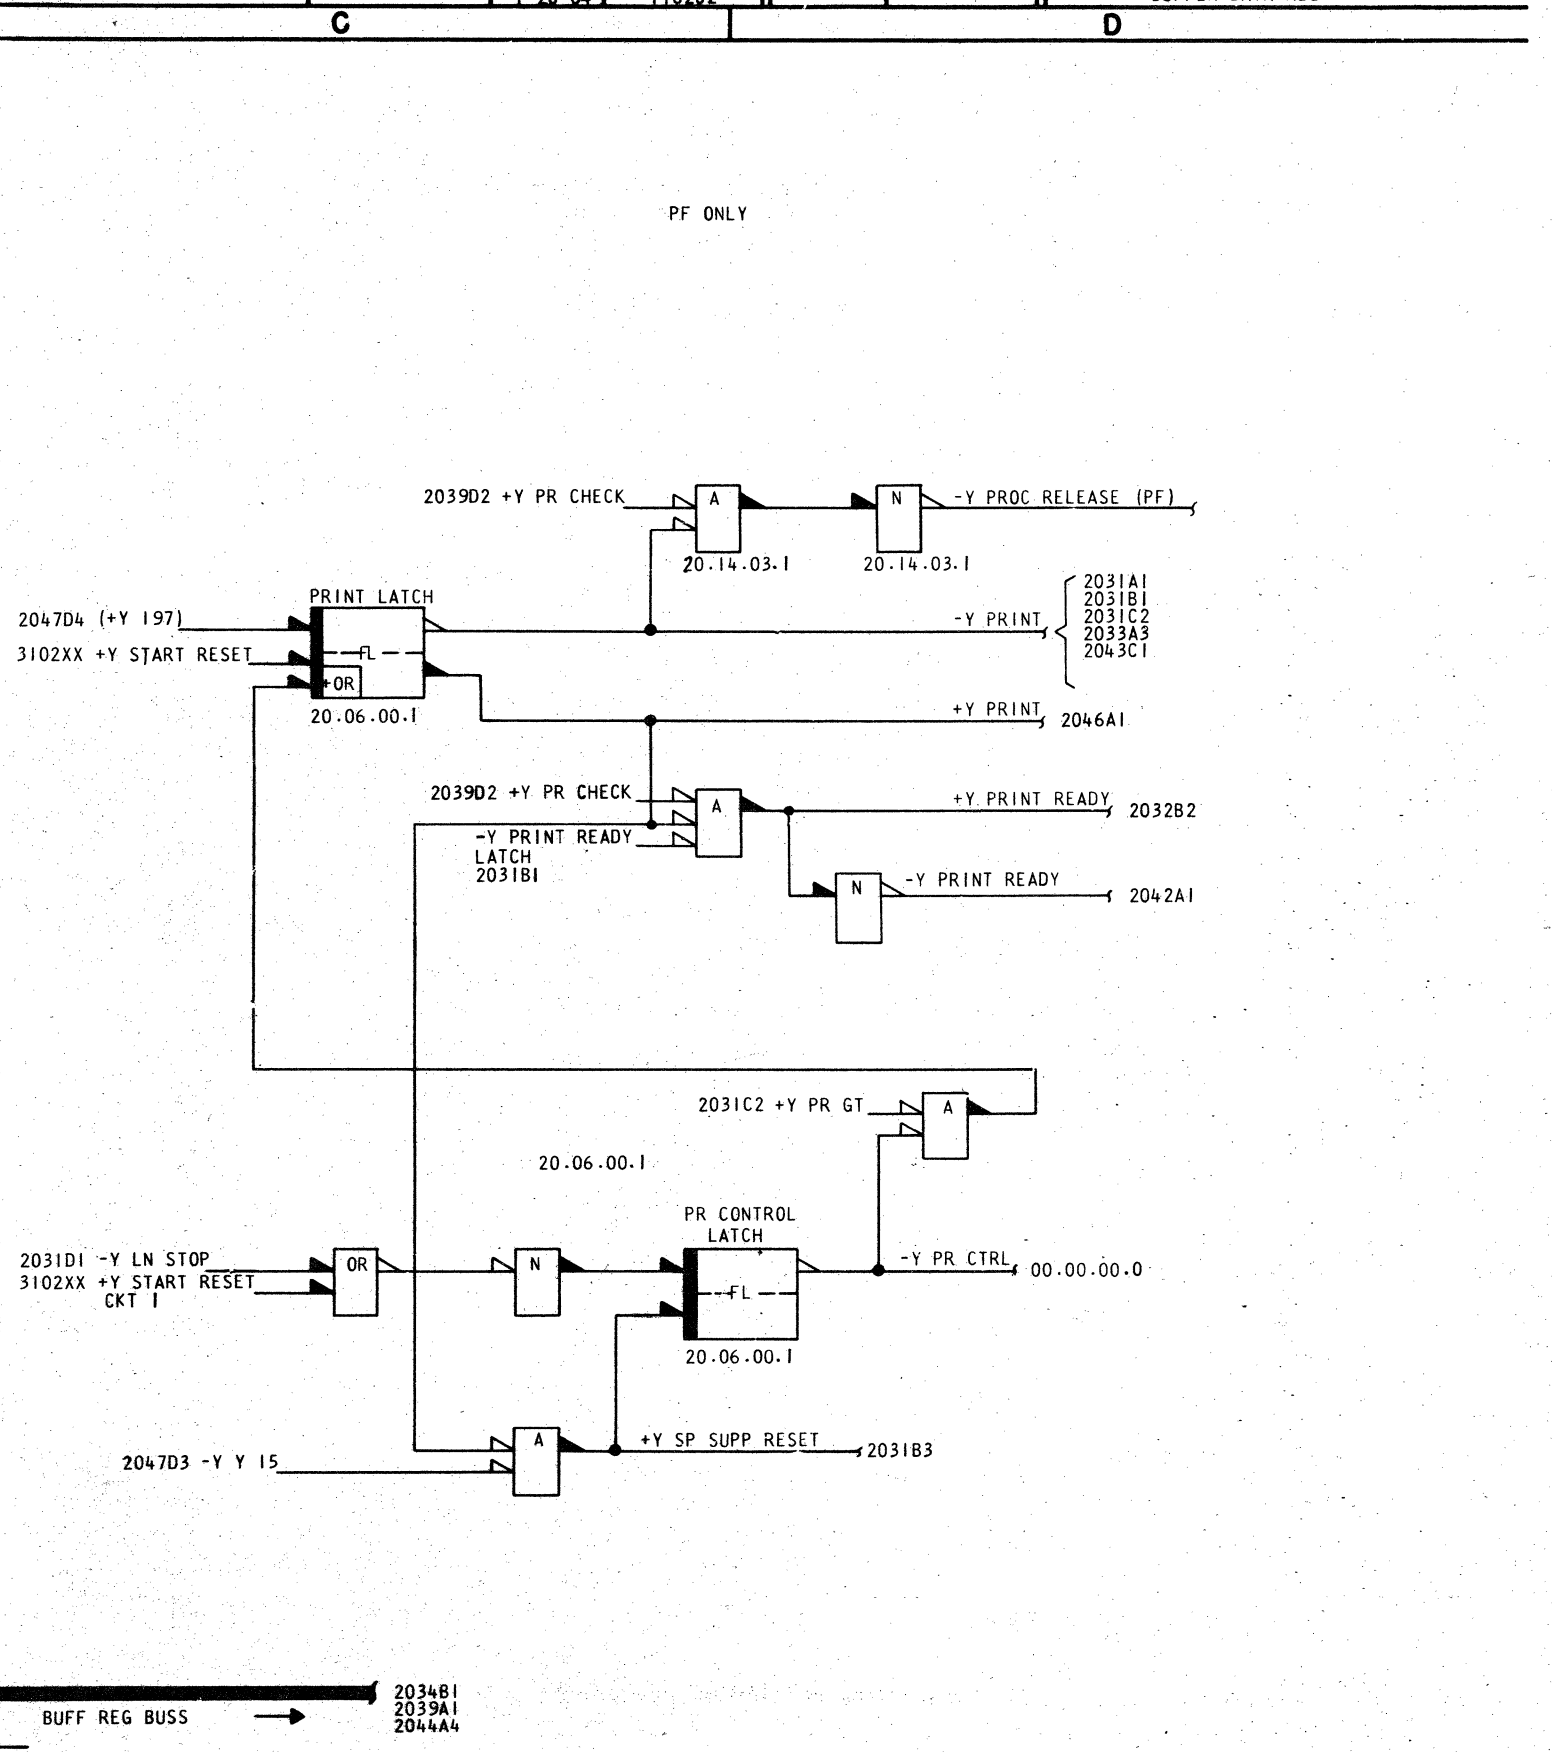 C
D
PF ONLY
2039D2 +Y PR CHECK
A
N
-Y PROC RELEASE (PF)
20.14.03.1
20.14.03.1
PRINT LATCH
2047D4 (+Y 197)
3102XX +Y START RESET
FL
+OR
20.06.00.1
-Y PRINT
2031A1
2031B1
2031C2
2033A3
2043C1
+Y PRINT
2046A1
2039D2 +Y PR CHECK
A
-Y PRINT READY
LATCH
2031B1
+Y PRINT READY
2032B2
N
-Y PRINT READY
2042A1
2031C2 +Y PR GT
A
20.06.00.1
PR CONTROL
LATCH
2031D1 -Y LN STOP
3102XX +Y START RESET
CKT 1
OR
N
FL
-Y PR CTRL
00.00.00.0
20.06.00.1
2047D3 -Y Y 15
A
+Y SP SUPP RESET
2031B3
BUFF REG BUSS
2034B1
2039A1
2044A4